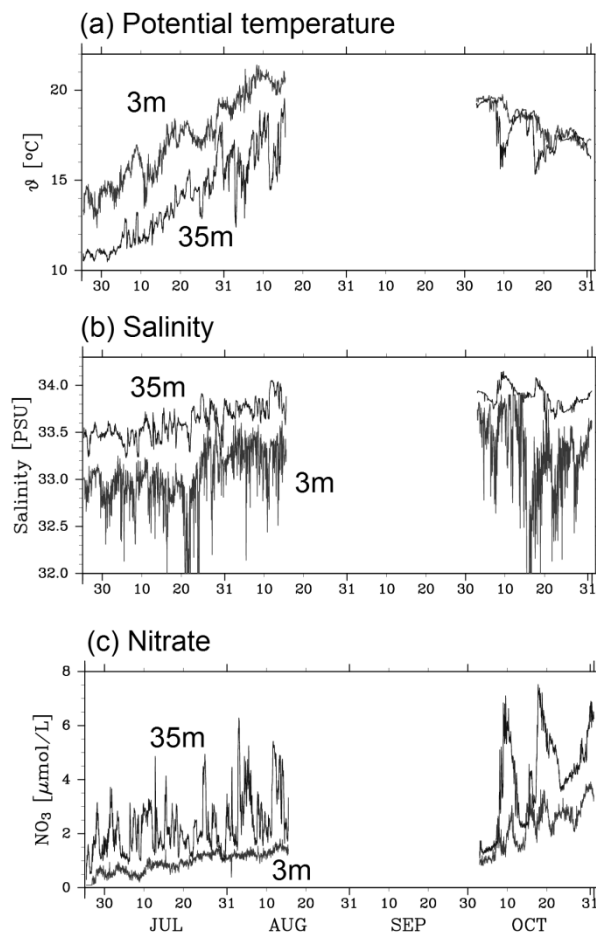 (a) Potential temperature
20
15
10
ϑ [°C]
3m
35m
30 10 20 31 10 20 31 10 20 30 10 20 31
(b) Salinity
34.0
33.5
33.0
32.5
32.0
Salinity [PSU]
35m
3m
30 10 20 31 10 20 31 10 20 30 10 20 31
(c) Nitrate
8
6
4
2
0
NO₃ [μmol/L]
35m
3m
30 10 20 31 10 20 31 10 20 30 10 20 31
JUL AUG SEP OCT